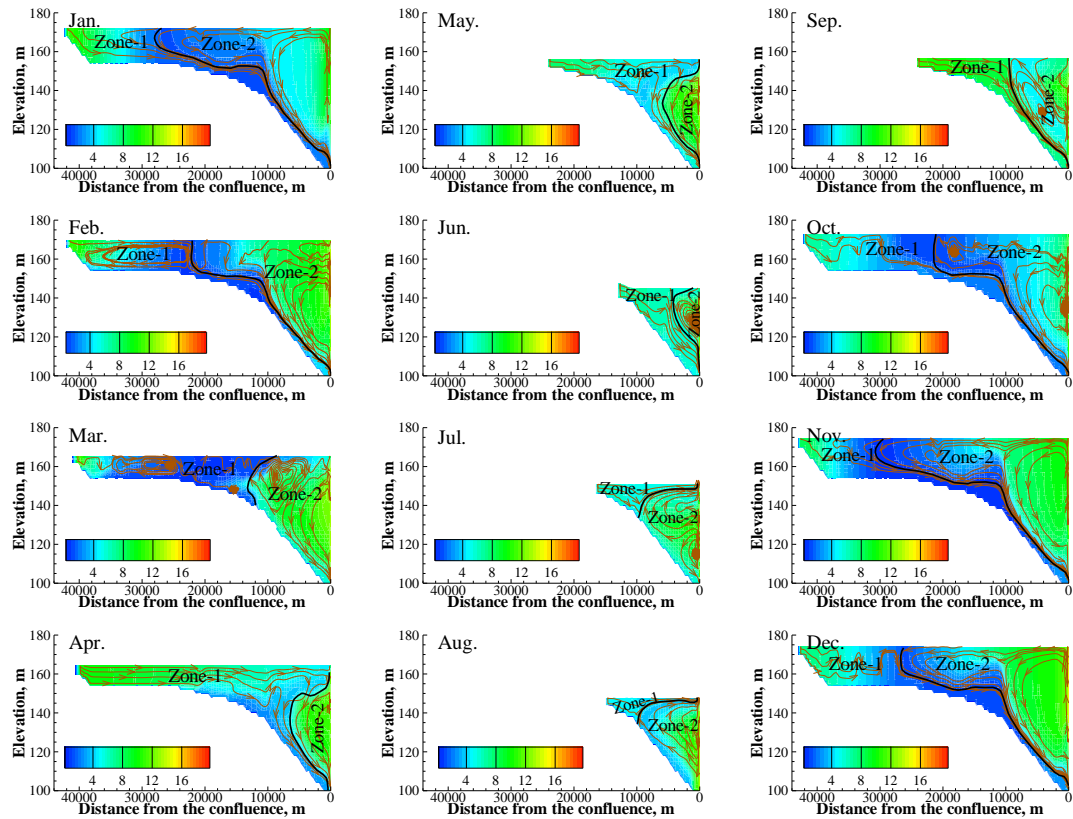 Jan.
180
160
140
120
100
Elevation, m
Zone-1
Zone-2
4 8 12 16
40000 30000 20000 10000 0
Distance from the confluence, m
May.
180
160
140
120
100
Elevation, m
Zone-1
Zone-2
4 8 12 16
40000 30000 20000 10000 0
Distance from the confluence, m
Sep.
180
160
140
120
100
Elevation, m
Zone-1
Zone-2
4 8 12 16
40000 30000 20000 10000 0
Distance from the confluence, m
Feb.
180
160
140
120
100
Elevation, m
Zone-1
Zone-2
4 8 12 16
40000 30000 20000 10000 0
Distance from the confluence, m
Jun.
180
160
140
120
100
Elevation, m
Zone-1
Zone-2
4 8 12 16
40000 30000 20000 10000 0
Distance from the confluence, m
Oct.
180
160
140
120
100
Elevation, m
Zone-1
Zone-2
4 8 12 16
40000 30000 20000 10000 0
Distance from the confluence, m
Mar.
180
160
140
120
100
Elevation, m
Zone-1
Zone-2
4 8 12 16
40000 30000 20000 10000 0
Distance from the confluence, m
Jul.
180
160
140
120
100
Elevation, m
Zone-1
Zone-2
4 8 12 16
40000 30000 20000 10000 0
Distance from the confluence, m
Nov.
180
160
140
120
100
Elevation, m
Zone-1
Zone-2
4 8 12 16
40000 30000 20000 10000 0
Distance from the confluence, m
Apr.
180
160
140
120
100
Elevation, m
Zone-1
Zone-2
4 8 12 16
40000 30000 20000 10000 0
Distance from the confluence, m
Aug.
180
160
140
120
100
Elevation, m
Zone-1
Zone-2
4 8 12 16
40000 30000 20000 10000 0
Distance from the confluence, m
Dec.
180
160
140
120
100
Elevation, m
Zone-1
Zone-2
4 8 12 16
40000 30000 20000 10000 0
Distance from the confluence, m